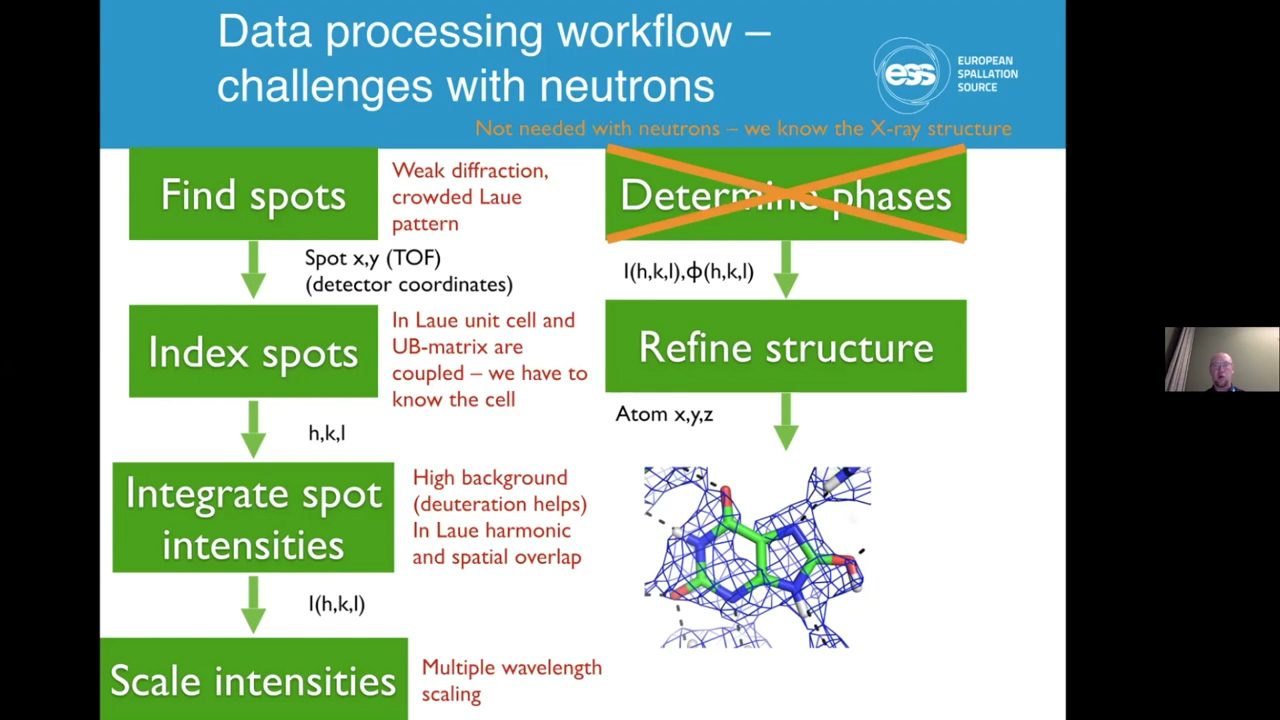 Data processing workflow –
challenges with neutrons
ess
EUROPEAN
SPALLATION
SOURCE
Not needed with neutrons – we know the X-ray structure
Find spots
Weak diffraction,
crowded Laue
pattern
Spot x,y (TOF)
(detector coordinates)
Index spots
In Laue unit cell and
UB-matrix are
coupled – we have to
know the cell
h,k,l
Integrate spot
intensities
High background
(deuteration helps)
In Laue harmonic
and spatial overlap
I(h,k,l)
Scale intensities
Multiple wavelength
scaling
Determine phases
I(h,k,l),ϕ(h,k,l)
Refine structure
Atom x,y,z